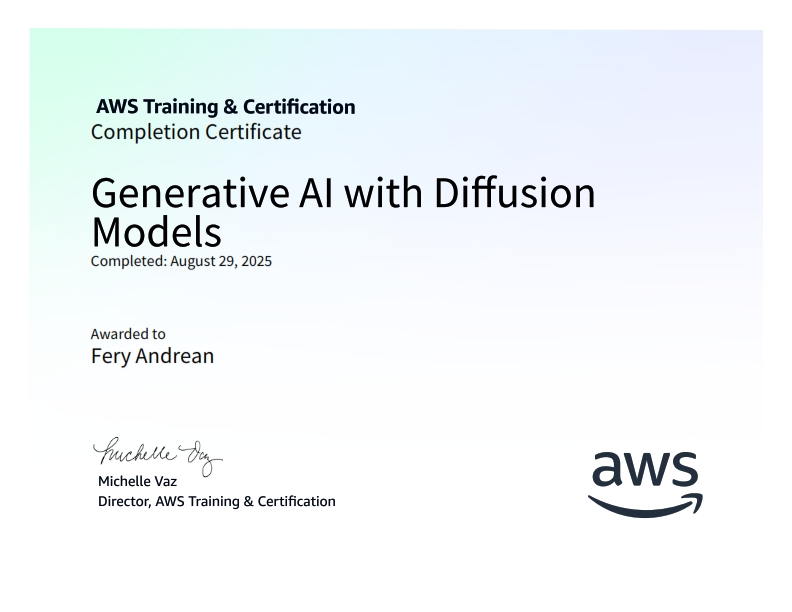 AWS Training & Certification
Completion Certificate
Generative AI with Diffusion
Models
Completed: August 29, 2025
Awarded to
Fery Andrean
Michelle Vaz
Michelle Vaz
Director, AWS Training & Certification
aws